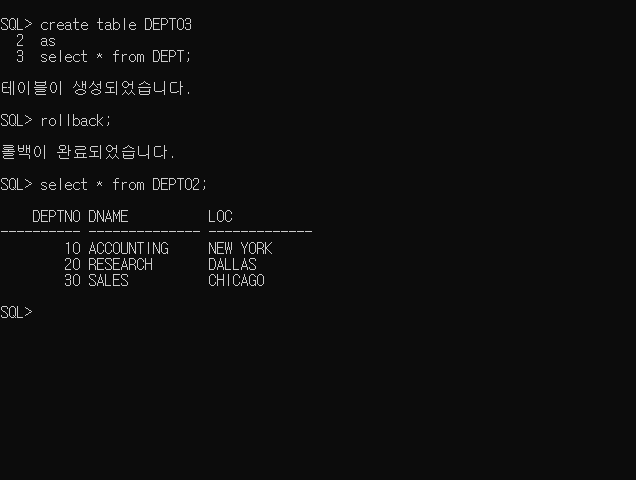 SQL> create table DEPT03
  2  as
  3  select * from DEPT;
테이블이 생성되었습니다.
SQL> rollback;
롤백이 완료되었습니다.
SQL> select * from DEPT02;
    DEPTNO DNAME          LOC
---------- -------------- -------------
        10 ACCOUNTING     NEW YORK
        20 RESEARCH       DALLAS
        30 SALES          CHICAGO
SQL>